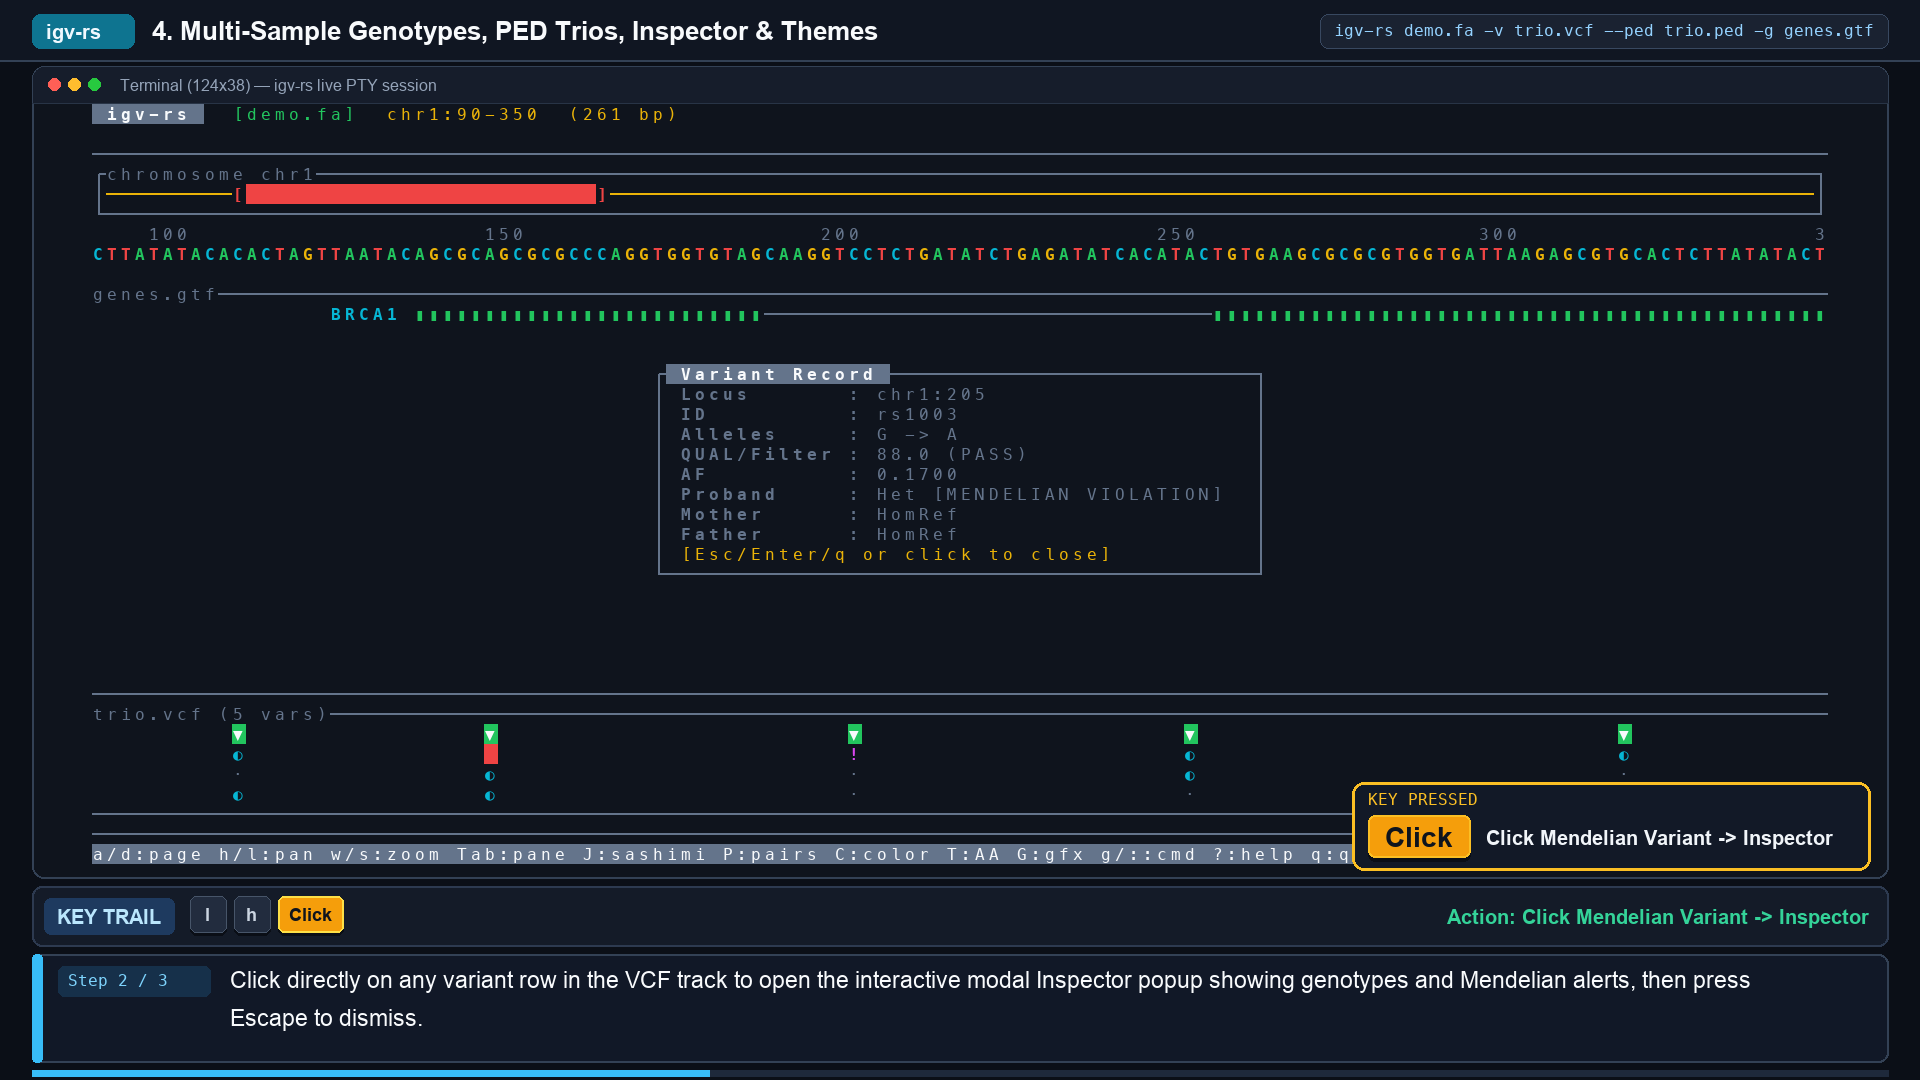 igv-rs
4. Multi-Sample Genotypes, PED Trios, Inspector & Themes
igv-rs demo.fa -v trio.vcf --ped trio.ped -g genes.gtf
Terminal (124x38) — igv-rs live PTY session
igv-rs [demo.fa] chr1:90-350 (261 bp)
chromosome chr1
[ ]
100 150 200 250 300 3
CTTATATACACACTAGTTAATACAGCGCAGCGCGCCCAGGTGGTGTAGCAAGGTCCTCTGATATCTGAGATATCACATACTGTGAAGCGCGCGTGGTGATTAAGAGCGTGCACTCTTATATACT
genes.gtf
BRCA1
Variant Record
Locus : chr1:205
ID : rs1003
Alleles : G -> A
QUAL/Filter : 88.0 (PASS)
AF : 0.1700
Proband : Het [MENDELIAN VIOLATION]
Mother : HomRef
Father : HomRef
[Esc/Enter/q or click to close]
trio.vcf (5 vars)
!
a/d:page h/l:pan w/s:zoom Tab:pane J:sashimi P:pairs C:color T:AA G:gfx g/::cmd ?:help q:q
KEY PRESSED
Click Click Mendelian Variant -> Inspector
KEY TRAIL l h Click Action: Click Mendelian Variant -> Inspector
Step 2 / 3
Click directly on any variant row in the VCF track to open the interactive modal Inspector popup showing genotypes and Mendelian alerts, then press
Escape to dismiss.